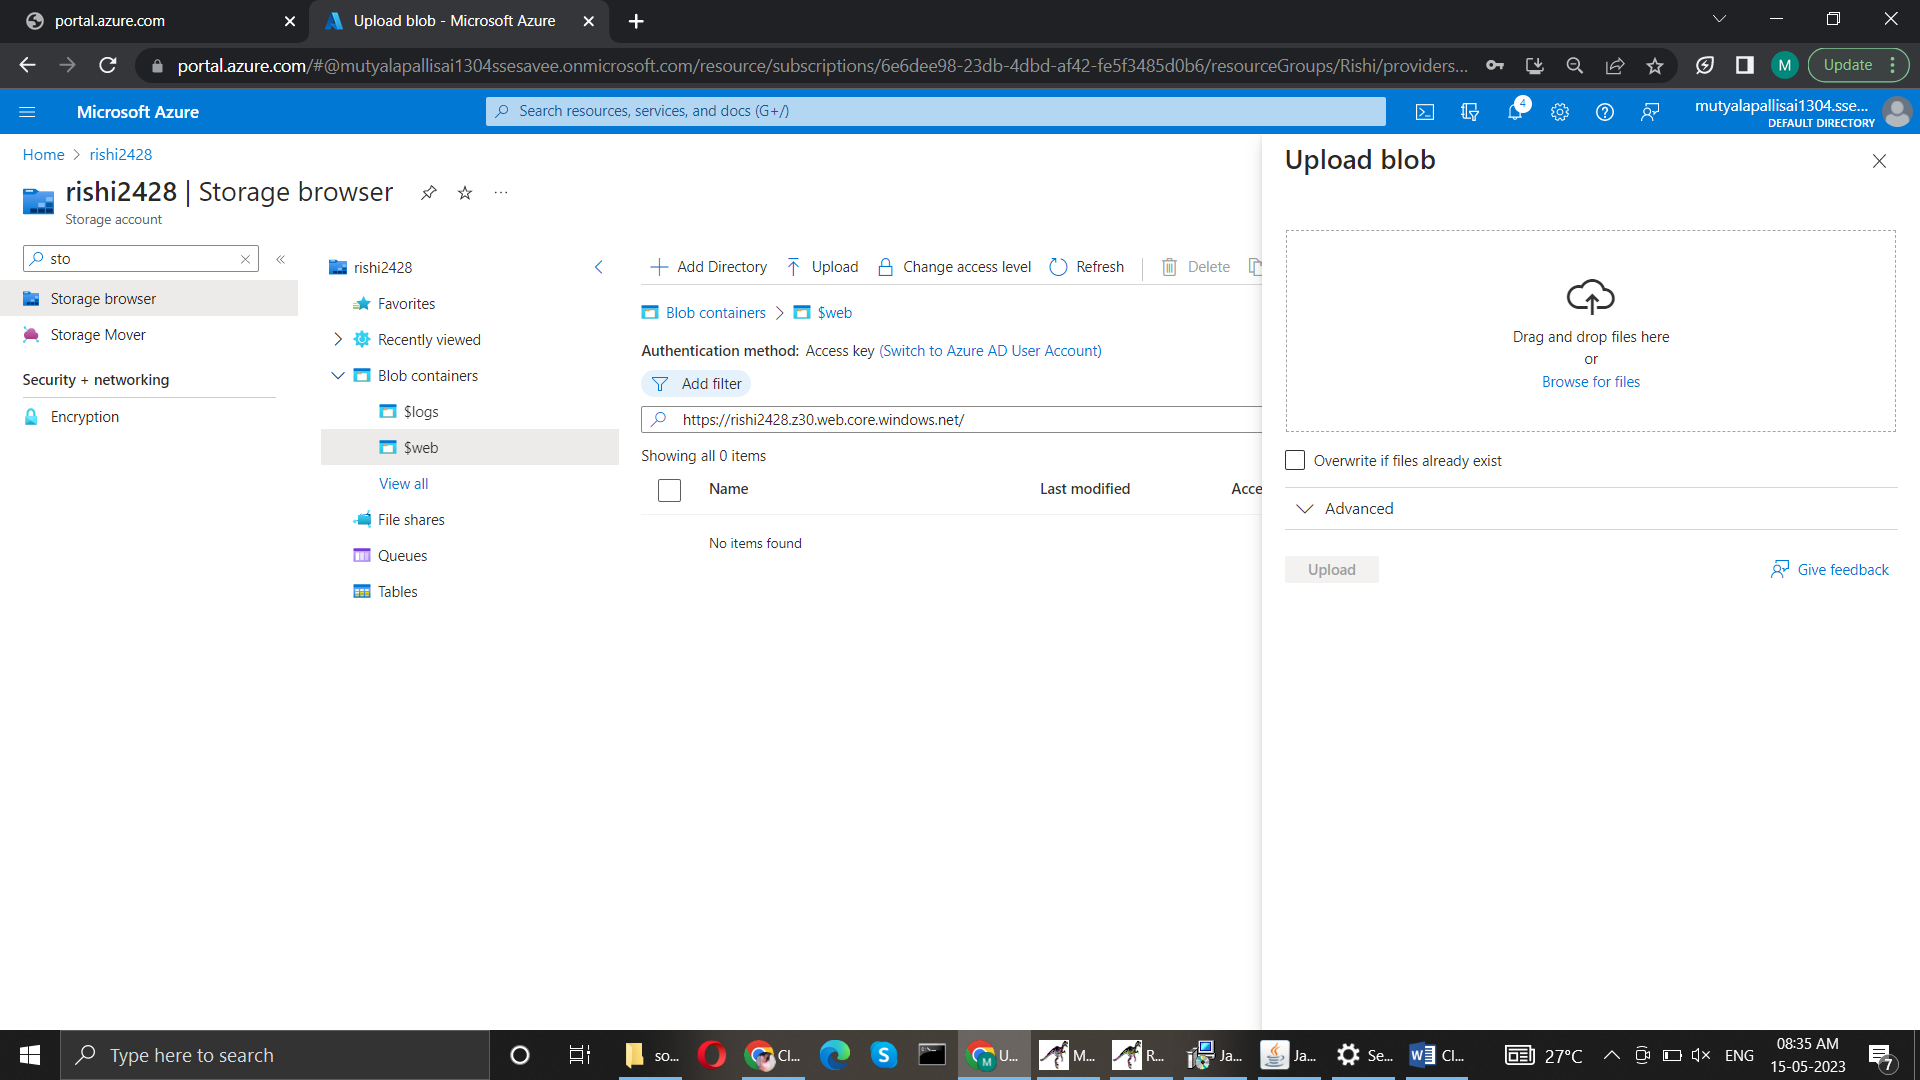 portal.azure.com
Upload blob - Microsoft Azure
portal.azure.com/#@mutyalapallisai1304ssesavee.onmicrosoft.com/resource/subscriptions/6e6dee98-23db-4dbd-af42-fe5f3485d0b6/resourceGroups/Rishi/providers...
M
Update
Microsoft Azure
Search resources, services, and docs (G+/)
4
mutyalapallisai1304.sse...
DEFAULT DIRECTORY
Home > rishi2428
rishi2428 | Storage browser
Storage account
sto
Storage browser
Storage Mover
Security + networking
Encryption
rishi2428
Favorites
Recently viewed
Blob containers
$logs
$web
View all
File shares
Queues
Tables
Add Directory Upload Change access level Refresh Delete
Blob containers > $web
Authentication method: Access key (Switch to Azure AD User Account)
Add filter
https://rishi2428.z30.web.core.windows.net/
Showing all 0 items
Name Last modified Acce
No items found
Upload blob
Drag and drop files here
or
Browse for files
Overwrite if files already exist
Advanced
Upload
Give feedback
Type here to search
so...
Cl...
U...
M...
R...
Ja...
Ja...
Se...
Cl...
27°C
ENG
08:35 AM
15-05-2023
7